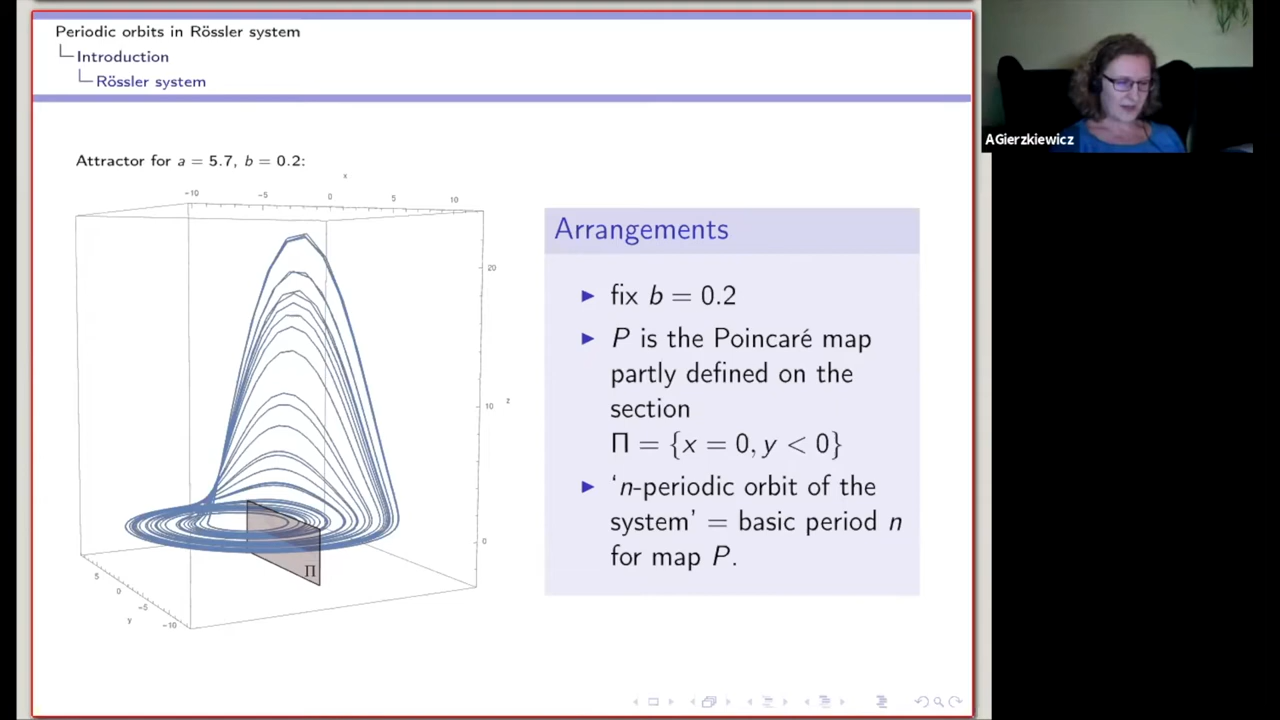 Periodic orbits in Rössler system
Introduction
Rössler system
Attractor for a = 5.7, b = 0.2:
x
−10
−5
0
5
10
20
10
z
0
5
0
−5
−10
y
Π
Arrangements
fix b = 0.2
P is the Poincaré map
partly defined on the
section
Π = {x = 0, y < 0}
‘n-periodic orbit of the
system’ = basic period n
for map P.
AGierzkiewicz